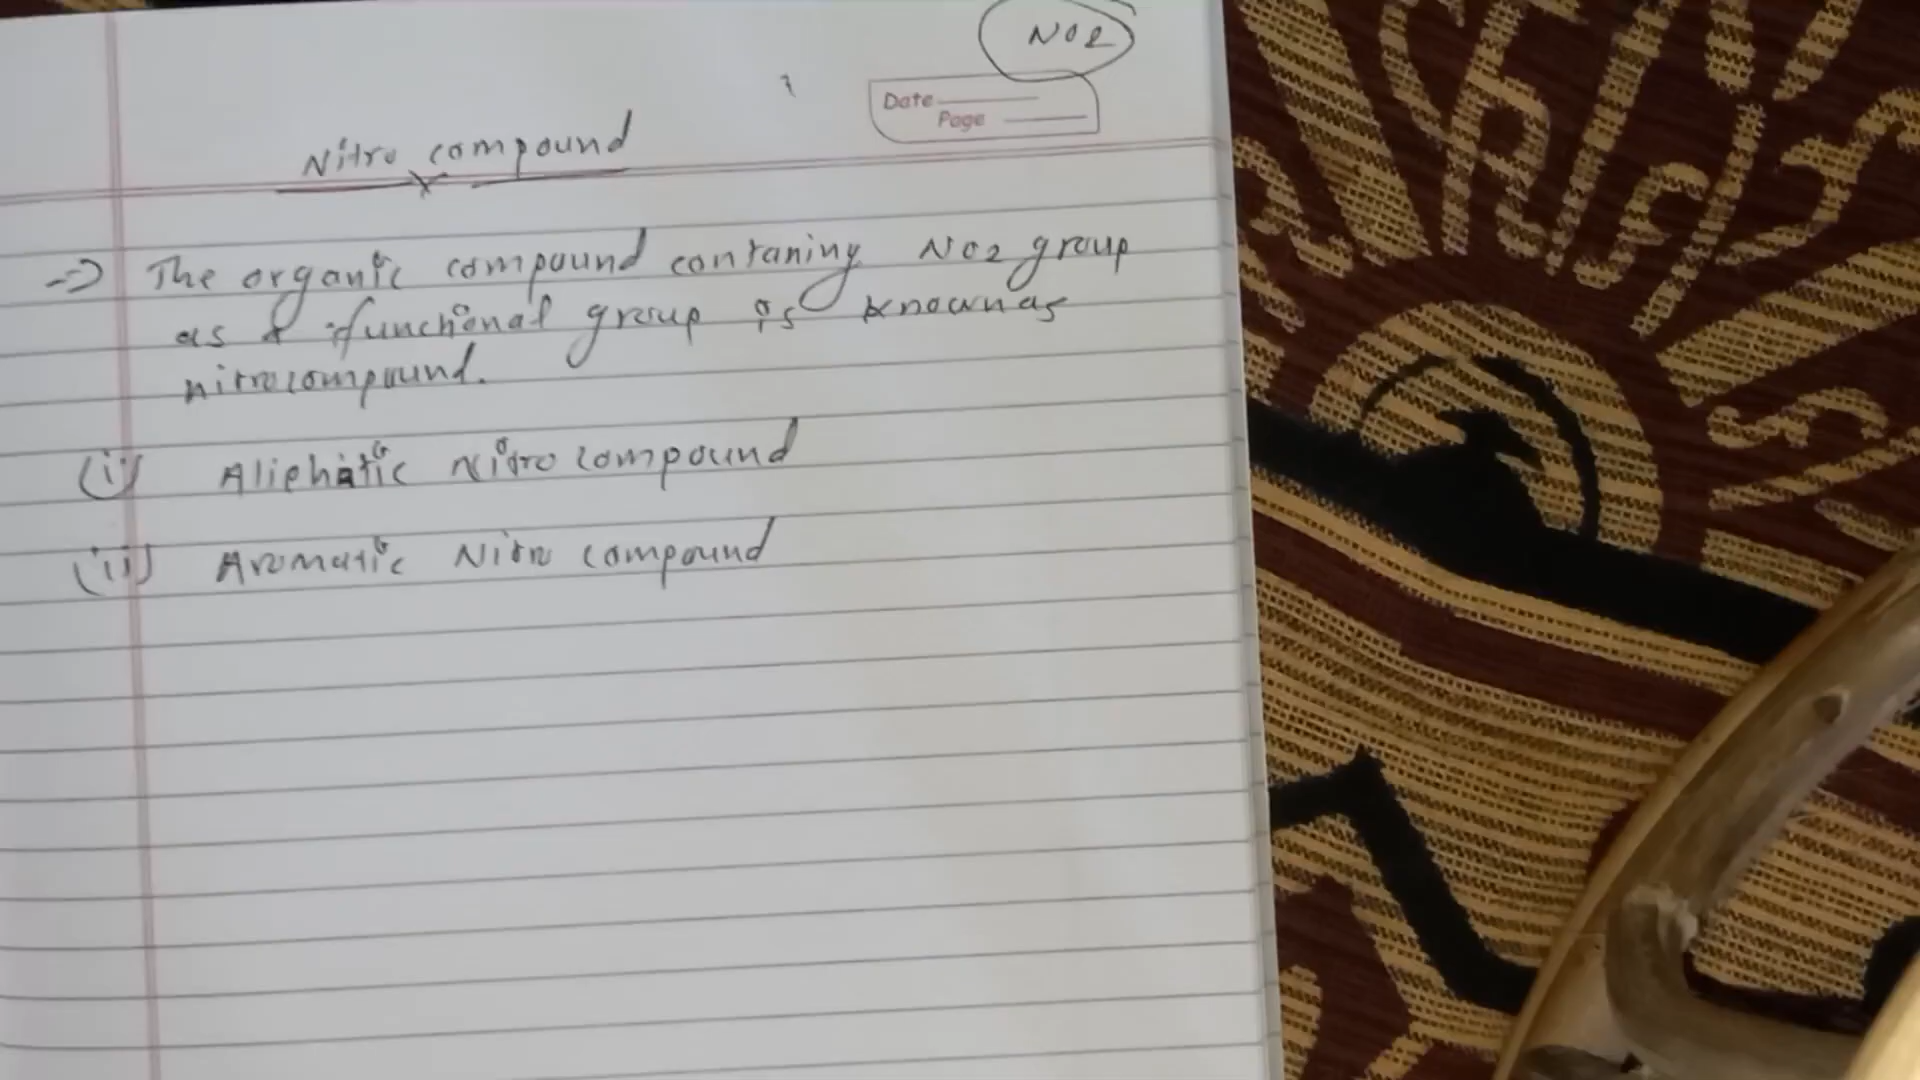 NO2
Date
Page
Nitro compound
=> The organic compound contaning NO2 group
as a functional group is known as
nitrocompound.
(i) Aliphatic Nitro compound
(ii) Aromatic Nitro compound